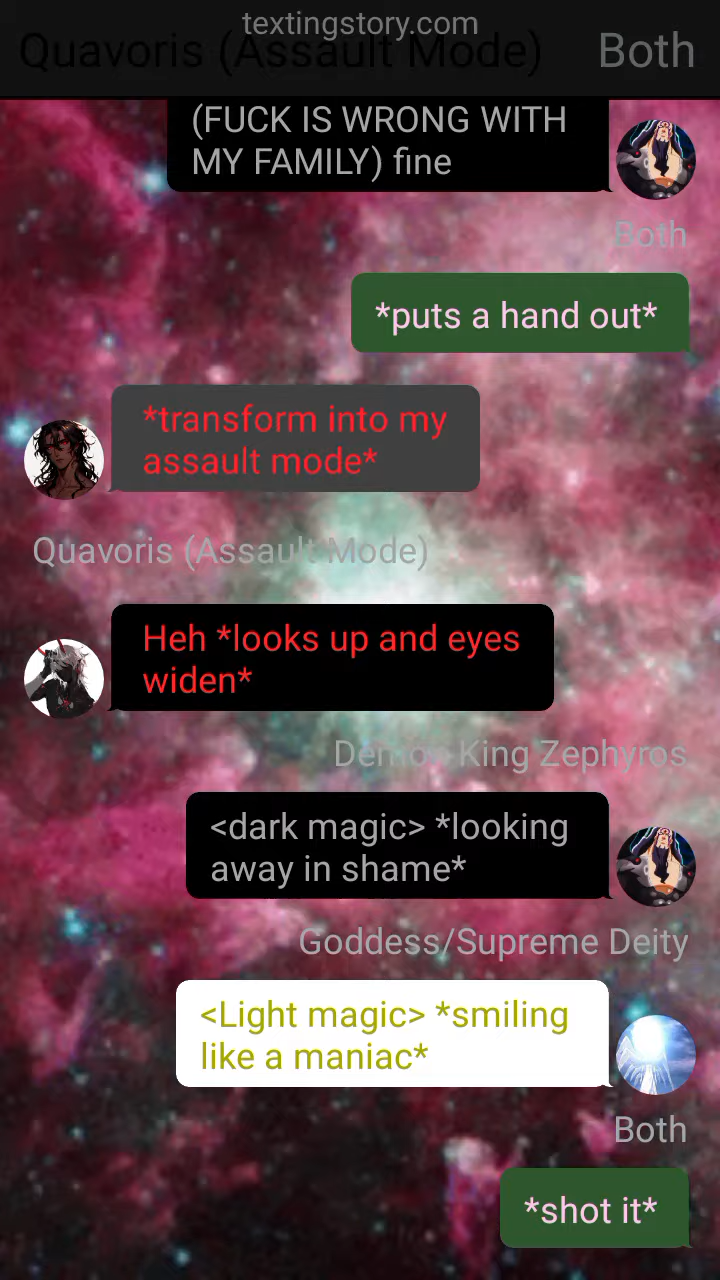 textingstory.com
Quavoris (Assault Mode)
Both
(FUCK IS WRONG WITH
MY FAMILY) fine
Both
*puts a hand out*
*transform into my
assault mode*
Quavoris (Assault Mode)
Heh *looks up and eyes
widen*
Demon King Zephyros
<dark magic> *looking
away in shame*
Goddess/Supreme Deity
<Light magic> *smiling
like a maniac*
Both
*shot it*